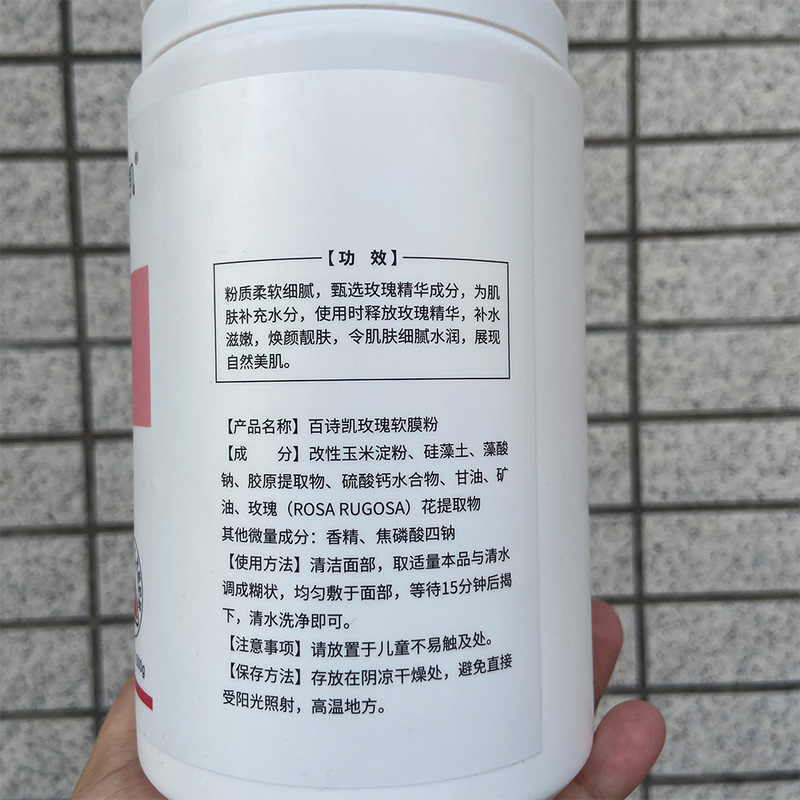 【功 效】
粉质柔软细腻，甄选玫瑰精华成分，为肌
肤补充水分，使用时释放玫瑰精华，补水
滋嫩，焕颜靓肤，令肌肤细腻水润，展现
自然美肌。
【产品名称】百诗凯玫瑰软膜粉
【成 分】改性玉米淀粉、硅藻土、藻酸
钠、胶原提取物、硫酸钙水合物、甘油、矿
油、玫瑰（ROSA RUGOSA）花提取物
其他微量成分：香精、焦磷酸四钠
【使用方法】清洁面部，取适量本品与清水
调成糊状，均匀敷于面部，等待15分钟后揭
下，清水洗净即可。
【注意事项】请放置于儿童不易触及处。
【保存方法】存放在阴凉干燥处，避免直接
受阳光照射，高温地方。